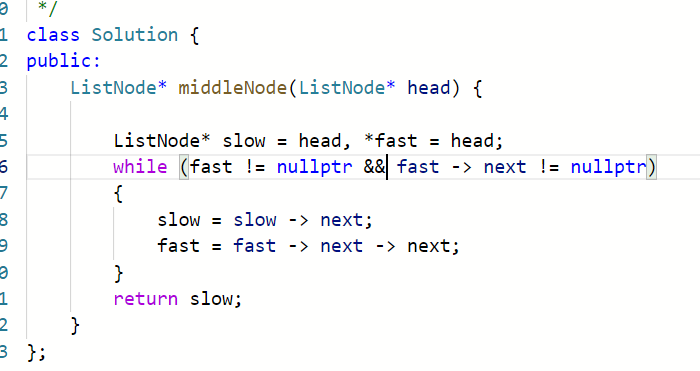 0 */
1 class Solution {
2 public:
3 ListNode* middleNode(ListNode* head) {
4
5 ListNode* slow = head, *fast = head;
6 while (fast != nullptr && fast -> next != nullptr)
7 {
8 slow = slow -> next;
9 fast = fast -> next -> next;
0 }
1 return slow;
2 }
3 };